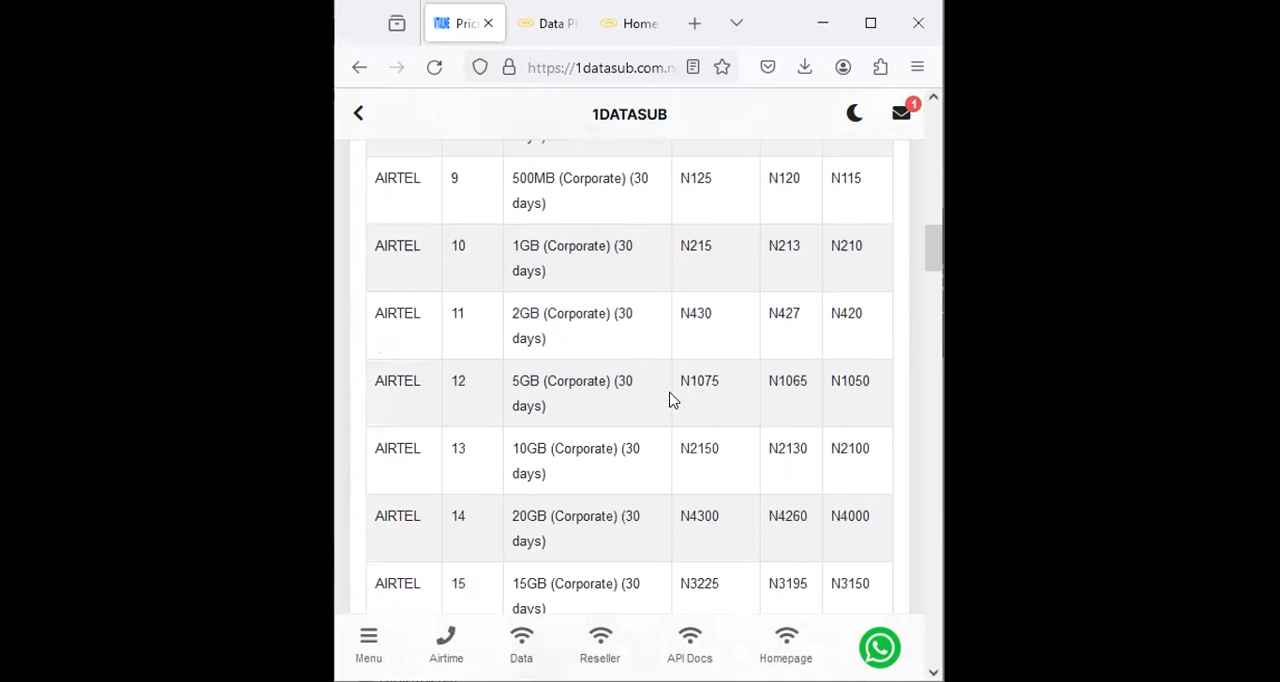 Pric
Data Pl
Home
https://1datasub.com.n
1DATASUB
1
AIRTEL 9 500MB (Corporate) (30 days) N125 N120 N115
AIRTEL 10 1GB (Corporate) (30 days) N215 N213 N210
AIRTEL 11 2GB (Corporate) (30 days) N430 N427 N420
AIRTEL 12 5GB (Corporate) (30 days) N1075 N1065 N1050
AIRTEL 13 10GB (Corporate) (30 days) N2150 N2130 N2100
AIRTEL 14 20GB (Corporate) (30 days) N4300 N4260 N4000
AIRTEL 15 15GB (Corporate) (30 days) N3225 N3195 N3150
Menu
Airtime
Data
Reseller
API Docs
Homepage